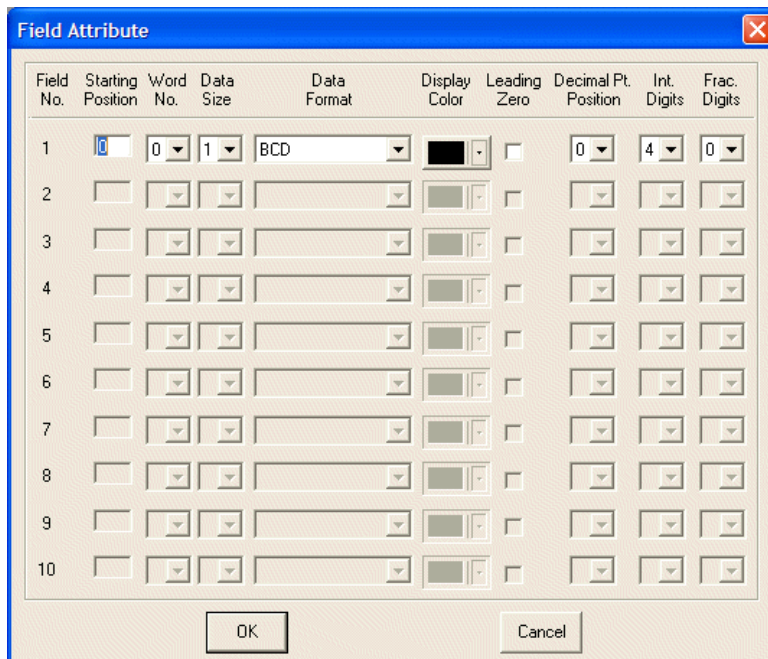 Field Attribute
Field Starting Word Data Data Display Leading Decimal Pt. Int. Frac.
No. Position No. Size Format Color Zero Position Digits Digits
1 0 0 1 BCD 0 4 0
2
3
4
5
6
7
8
9
10
OK Cancel